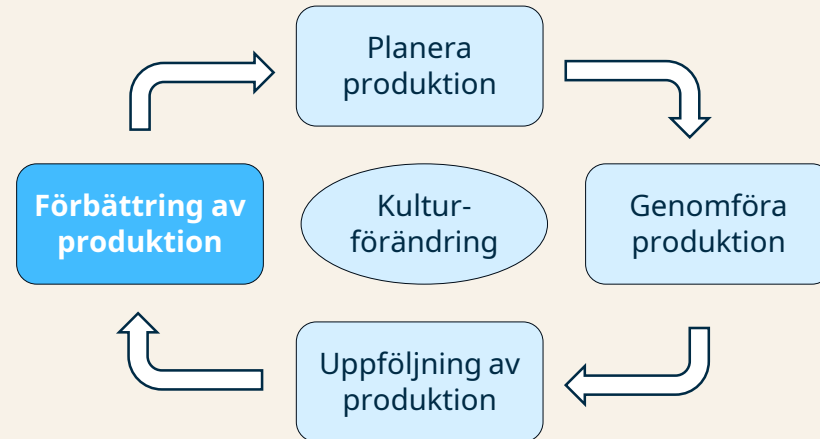 Planera
produktion
Förbättring av
produktion
Kultur-
förändring
Genomföra
produktion
Uppföljning av
produktion